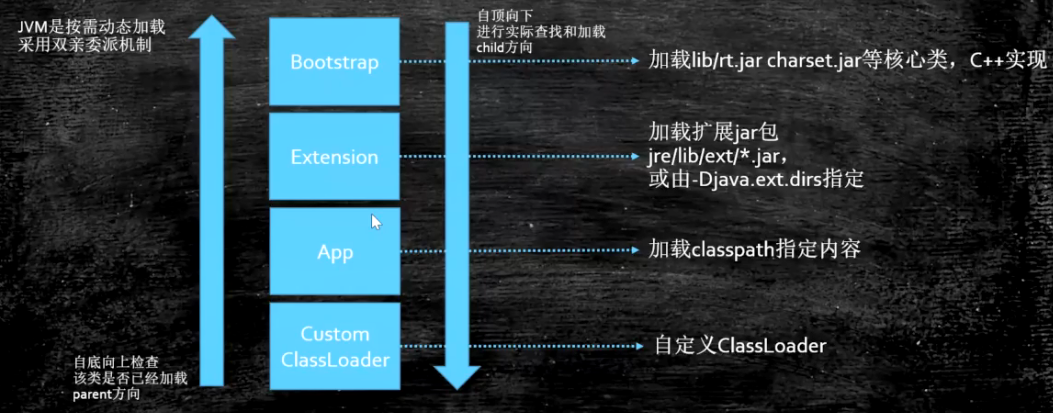 JVM是按需动态加载
采用双亲委派机制
自顶向下
进行实际查找和加载
child方向
Bootstrap
加载lib/rt.jar charset.jar等核心类，C++实现
Extension
加载扩展jar包
jre/lib/ext/*.jar，
或由-Djava.ext.dirs指定
App
加载classpath指定内容
Custom
ClassLoader
自定义ClassLoader
自底向上检查
该类是否已经加载
parent方向